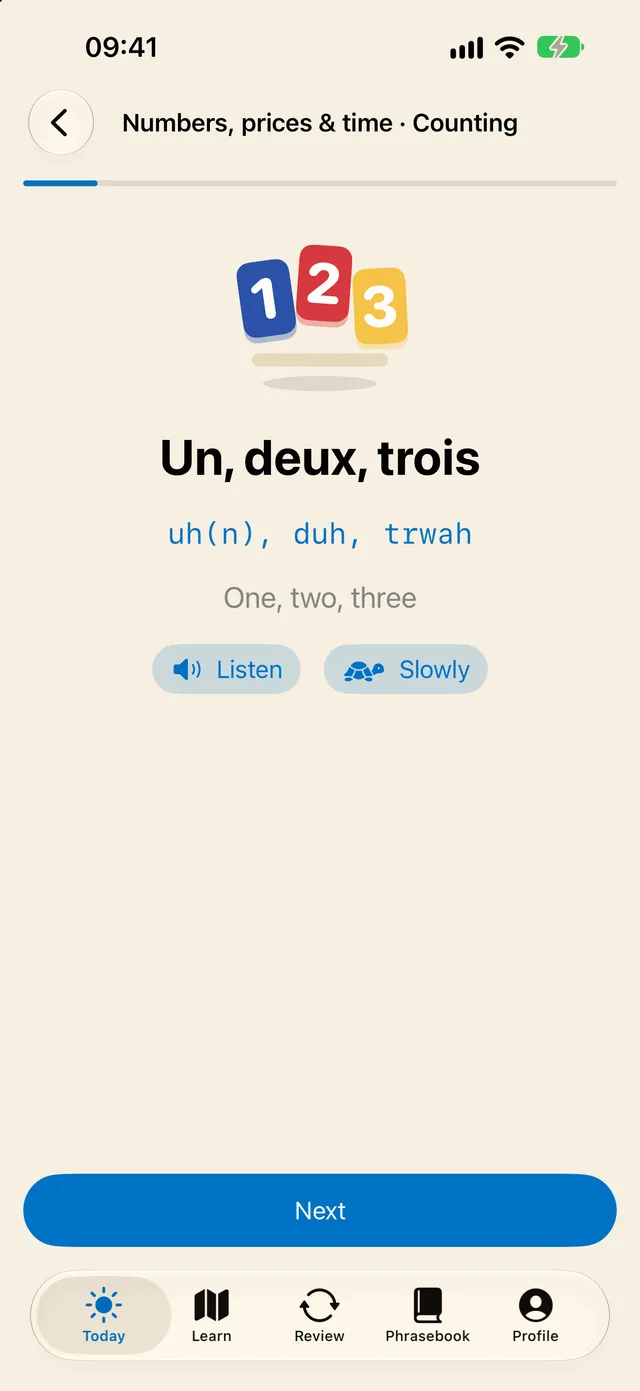 09:41
Numbers, prices & time · Counting
1 2 3
Un, deux, trois
uh(n), duh, trwah
One, two, three
Listen
Slowly
Next
Today
Learn
Review
Phrasebook
Profile